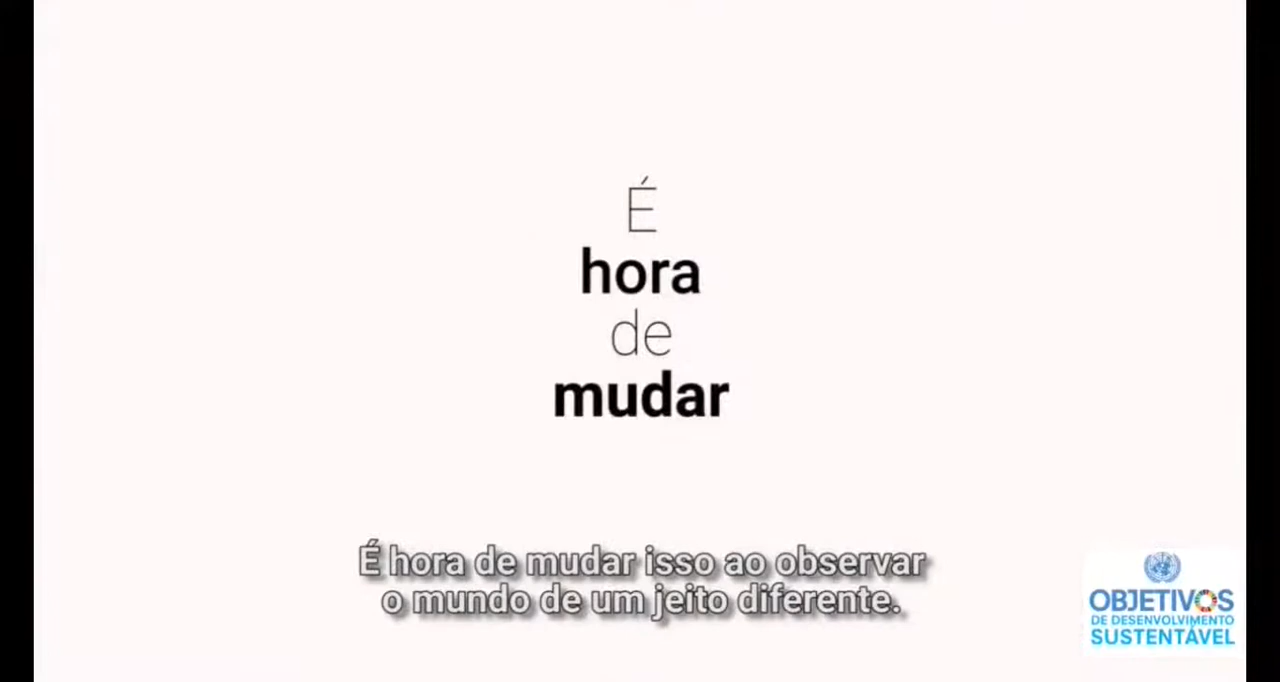 É
hora
de
mudar
É hora de mudar isso ao observar
o mundo de um jeito diferente.
OBJETIVOS
DE DESENVOLVIMENTO
SUSTENTÁVEL